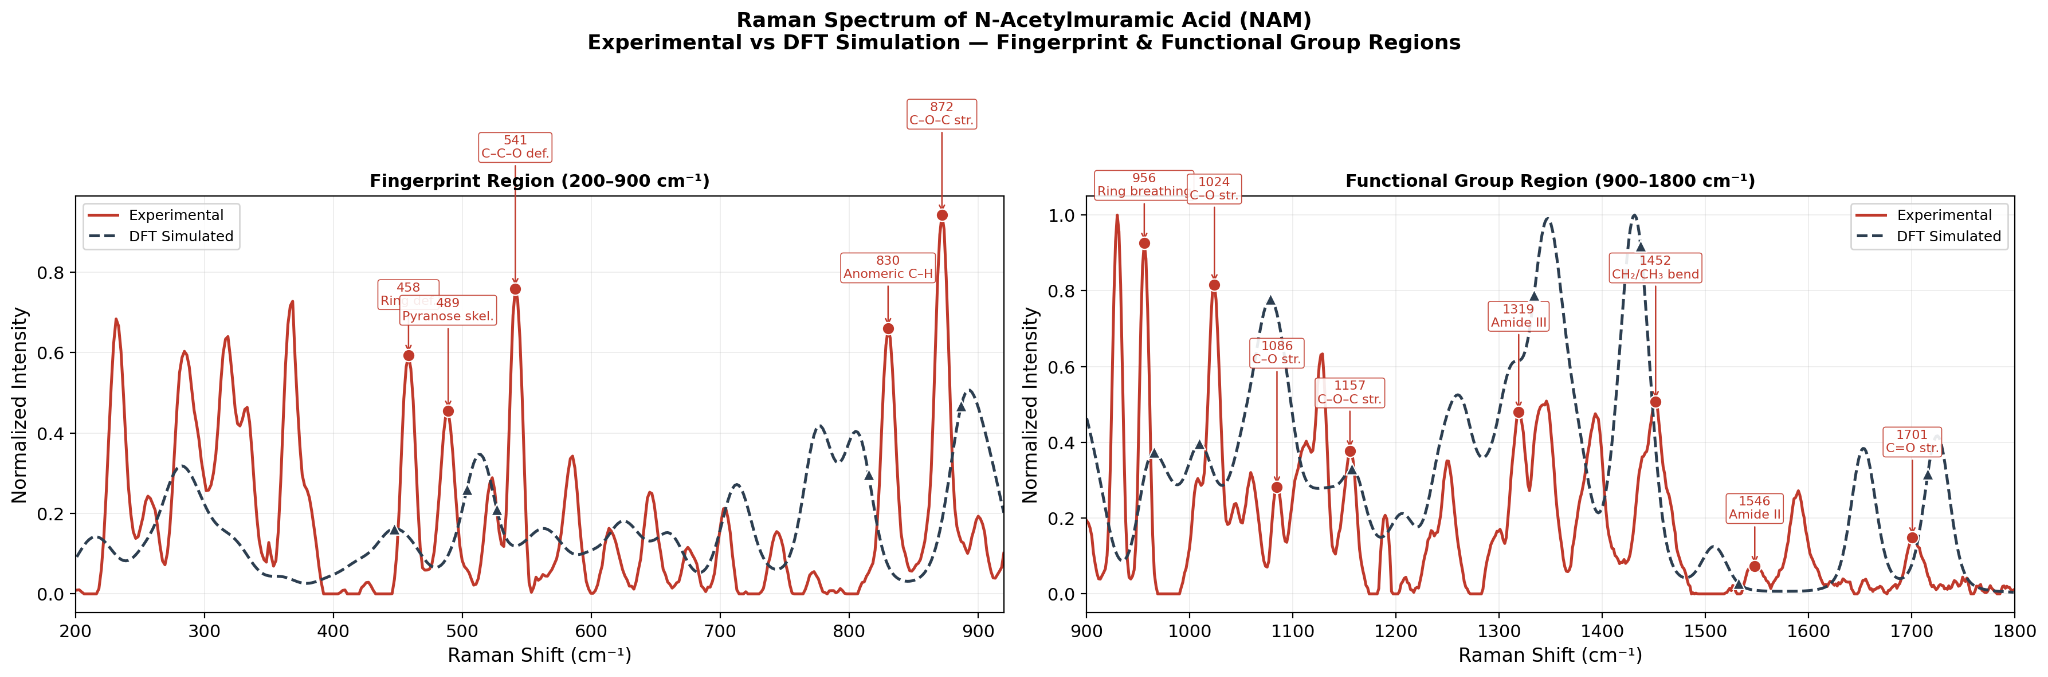 Raman Spectrum of N-Acetylmuramic Acid (NAM)
Experimental vs DFT Simulation — Fingerprint & Functional Group Regions
Fingerprint Region (200–900 cm⁻¹)
Experimental
DFT Simulated
458
Ring def.
489
Pyranose skel.
541
C–C–O def.
830
Anomeric C–H
872
C–O–C str.
Normalized Intensity
0.8
0.6
0.4
0.2
0.0
200
300
400
500
600
700
800
900
Raman Shift (cm⁻¹)
Functional Group Region (900–1800 cm⁻¹)
Experimental
DFT Simulated
956
Ring breathing
1024
C–O str.
1086
C–O str.
1157
C–O–C str.
1319
Amide III
1452
CH₂/CH₃ bend
1546
Amide II
1701
C=O str.
Normalized Intensity
1.0
0.8
0.6
0.4
0.2
0.0
900
1000
1100
1200
1300
1400
1500
1600
1700
1800
Raman Shift (cm⁻¹)